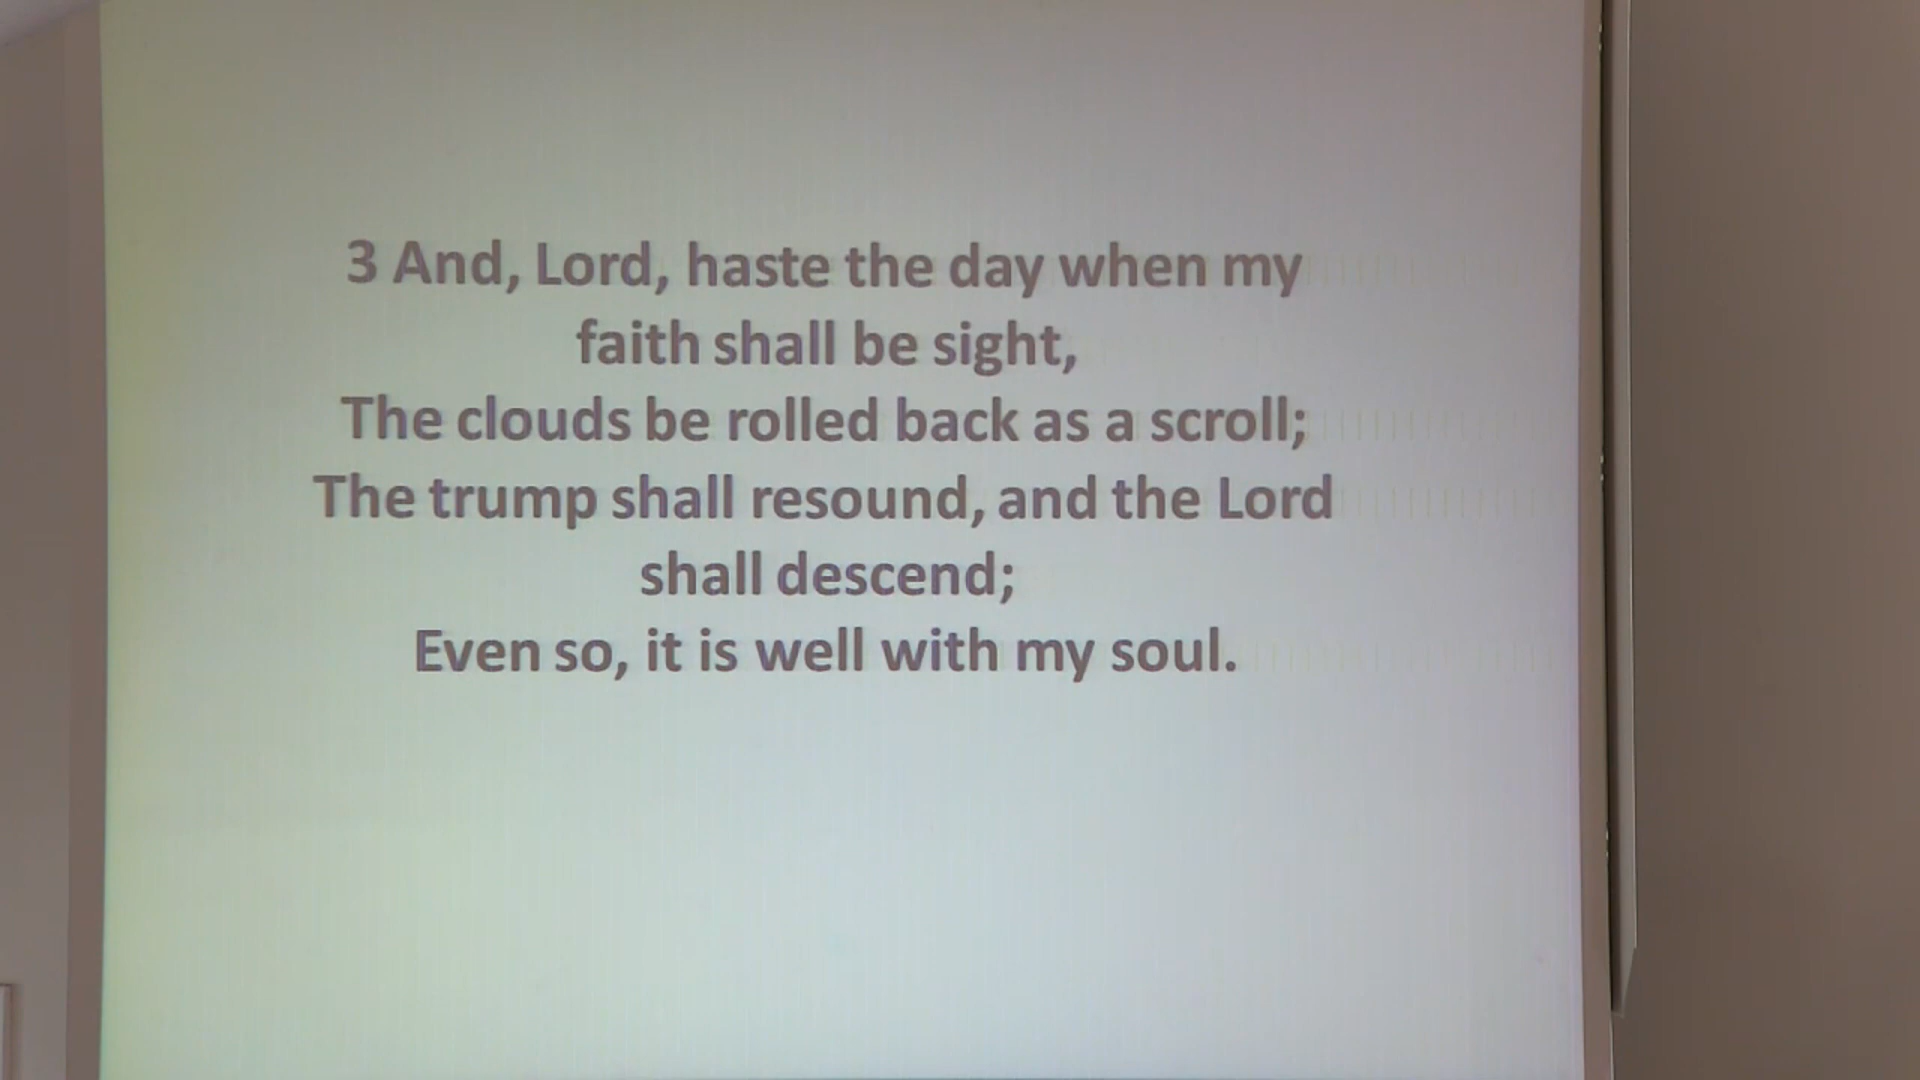 3 And, Lord, haste the day when my
faith shall be sight,
The clouds be rolled back as a scroll;
The trump shall resound, and the Lord
shall descend;
Even so, it is well with my soul.